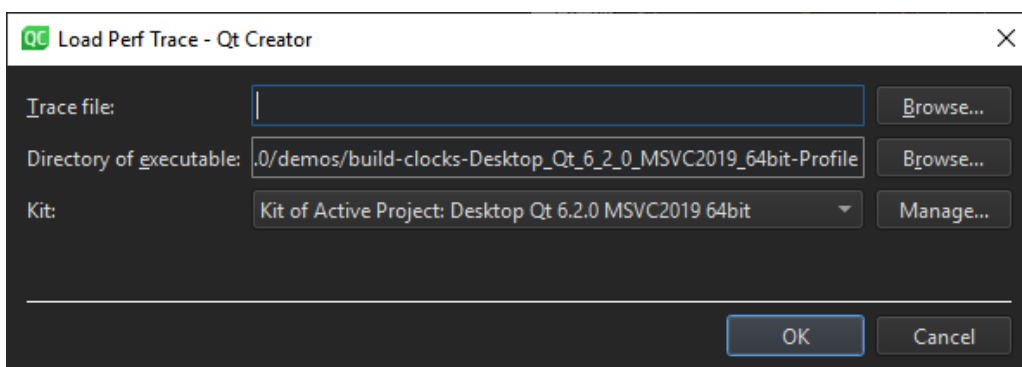 QC Load Perf Trace - Qt Creator
Trace file: Browse...
Directory of executable: .0/demos/build-clocks-Desktop_Qt_6_2_0_MSVC2019_64bit-Profile Browse...
Kit: Kit of Active Project: Desktop Qt 6.2.0 MSVC2019 64bit Manage...
OK Cancel